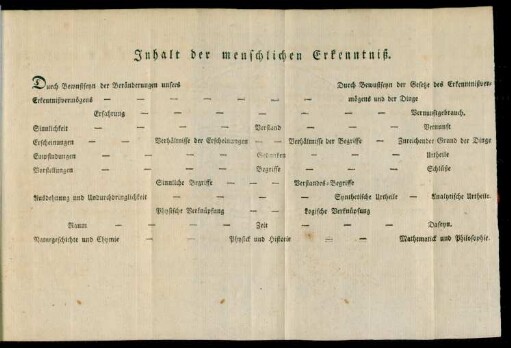 Inhalt der menschlichen Erkenntniß.
Durch Bewustseyn der Veränderungen unsers Durch Bewustseyn der Gesetze des Erkenntnißver-
Erkenntnißvermögens — — — — — — — mögens und der Dinge
Erfahrung — — — — — — — Vernunftgebrauch,
Sinnlichkeit — — — — Verstand — — — — Vernunft
Erscheinungen — — Verhältnisse der Erscheinungen — — Verhältnisse der Begriffe — Zureichender Grund der Dinge
Empfindungen — — — — Gedanken — — — — Urtheile
Vorstellungen — — — — Begriffe — — — — Schlüße
Sinnliche Begriffe — — — Verstandes-Begriffe
Ausdehnung und Undurchdringlichkeit — — — — — Synthetische Urtheile — Analytische Urtheile.
Physische Verknüpfung — — — Logische Verknüpfung
Raum — — — — Zeit — — — — Daseyn.
Naturgeschichte und Chymie — — — Physick und Historie — — — Mathematick und Philosophie.